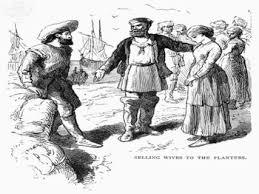 SELLING WIVES TO THE PLANTERS.